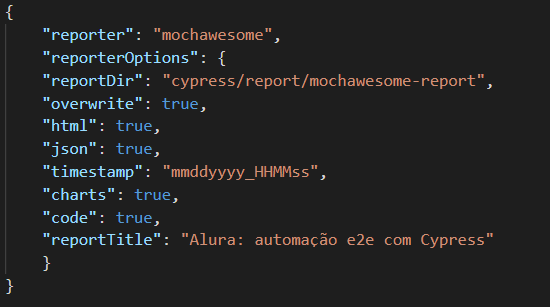 {
"reporter": "mochawesome",
"reporterOptions": {
"reportDir": "cypress/report/mochawesome-report",
"overwrite": true,
"html": true,
"json": true,
"timestamp": "mmddyyyy_HHMMss",
"charts": true,
"code": true,
"reportTitle": "Alura: automação e2e com Cypress"
}
}